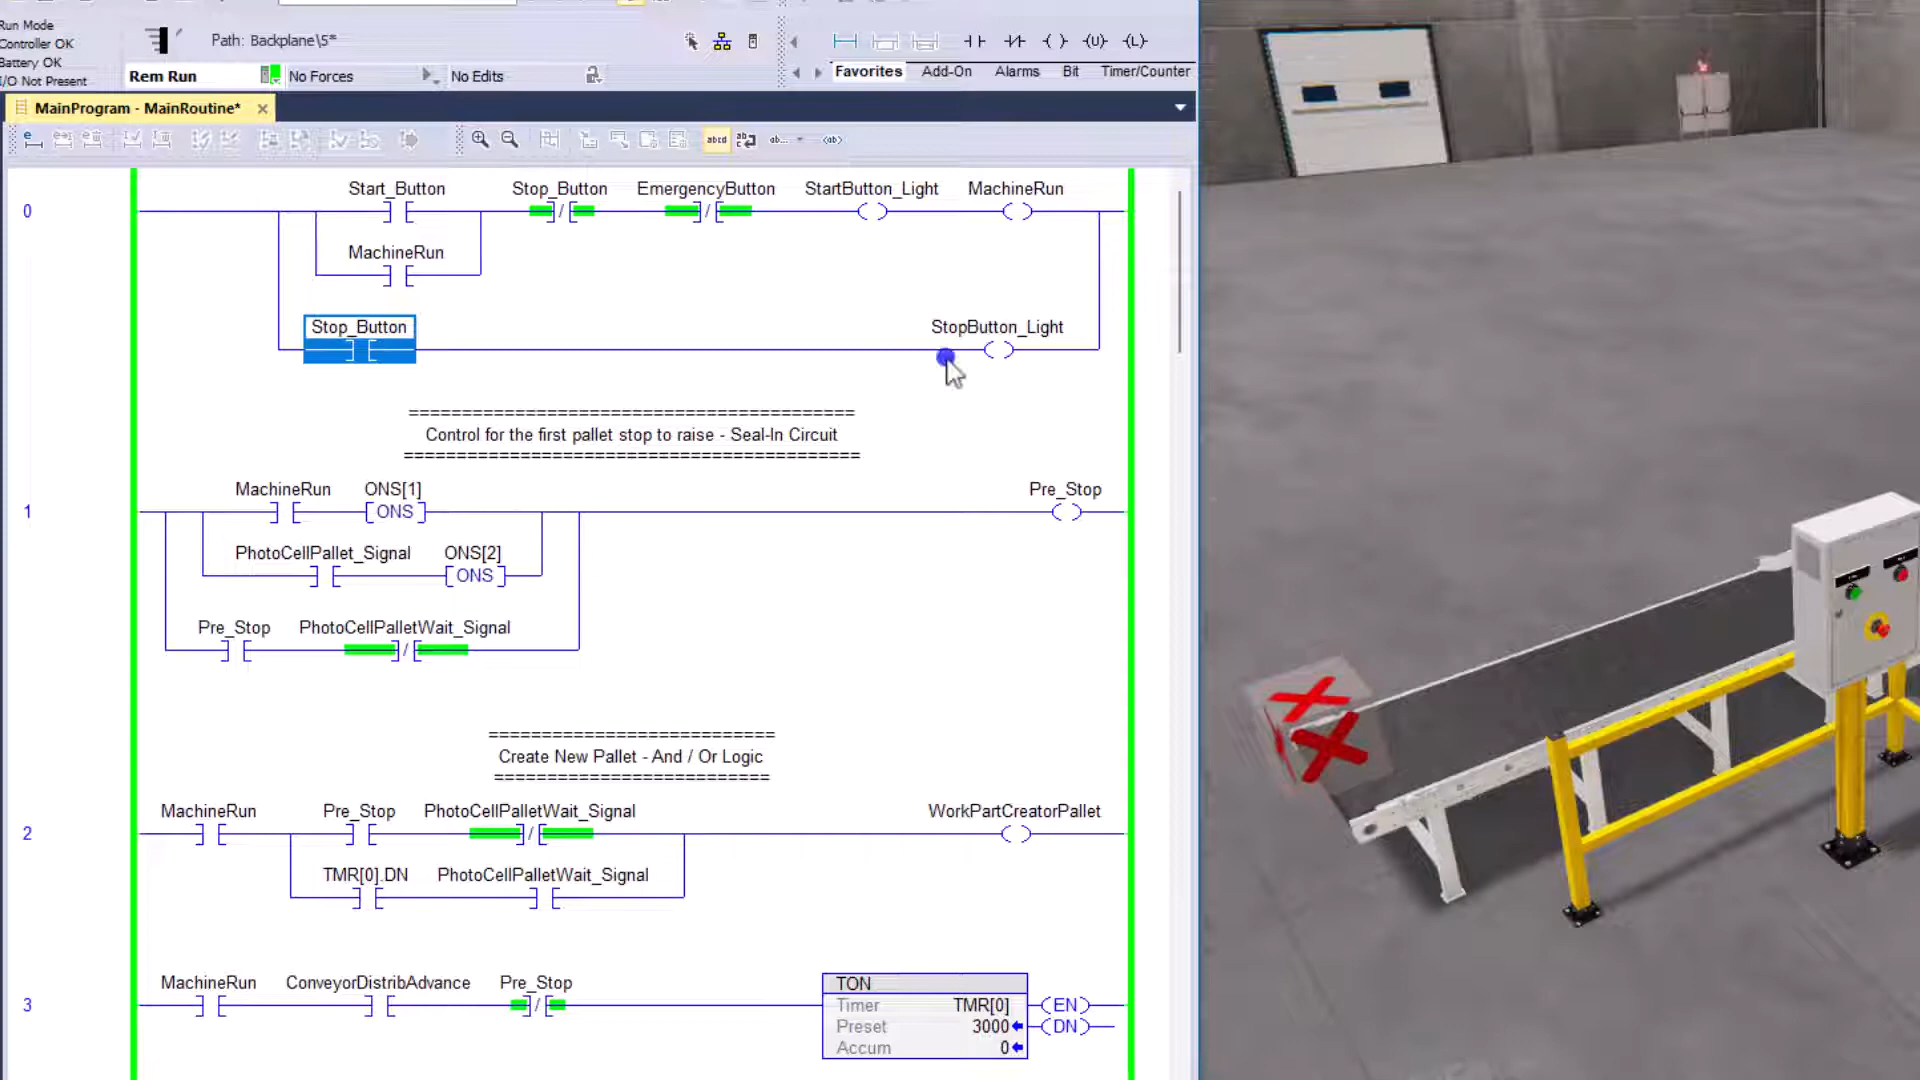 Run Mode
Controller OK
Battery OK
I/O Not Present
Path: Backplane\5*
Rem Run
No Forces
No Edits
Favorites Add-On Alarms Bit Timer/Counter
MainProgram - MainRoutine*
abcd
ab...
<ab>
0
Start_Button
Stop_Button
EmergencyButton
StartButton_Light
MachineRun
MachineRun
Stop_Button
StopButton_Light
=========================================
Control for the first pallet stop to raise - Seal-In Circuit
==========================================
1
MachineRun
ONS[1]
ONS
Pre_Stop
PhotoCellPallet_Signal
ONS[2]
ONS
Pre_Stop
PhotoCellPalletWait_Signal
==========================
Create New Pallet - And / Or Logic
=========================
2
MachineRun
Pre_Stop
PhotoCellPalletWait_Signal
WorkPartCreatorPallet
TMR[0].DN
PhotoCellPalletWait_Signal
3
MachineRun
ConveyorDistribAdvance
Pre_Stop
TON
Timer TMR[0]
Preset 3000
Accum 0
EN
DN